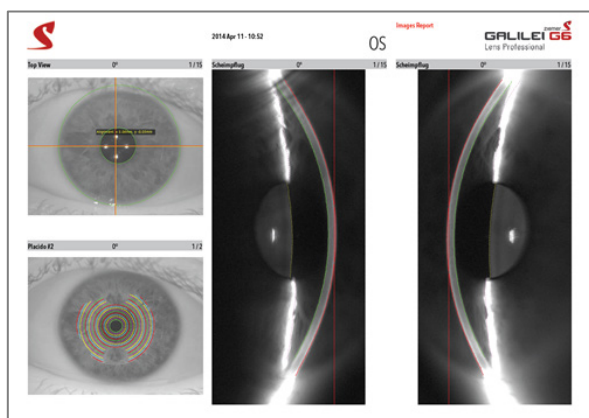 S
2014 Apr 11 - 10:52
OS
Images Report
ziemer
GALILEI G6
Lens Professional
Top View 0° 1 / 15
Scheimpflug 0° 1/15
Scheimpflug 0° 1/15
Placido #2 0° 1 / 2